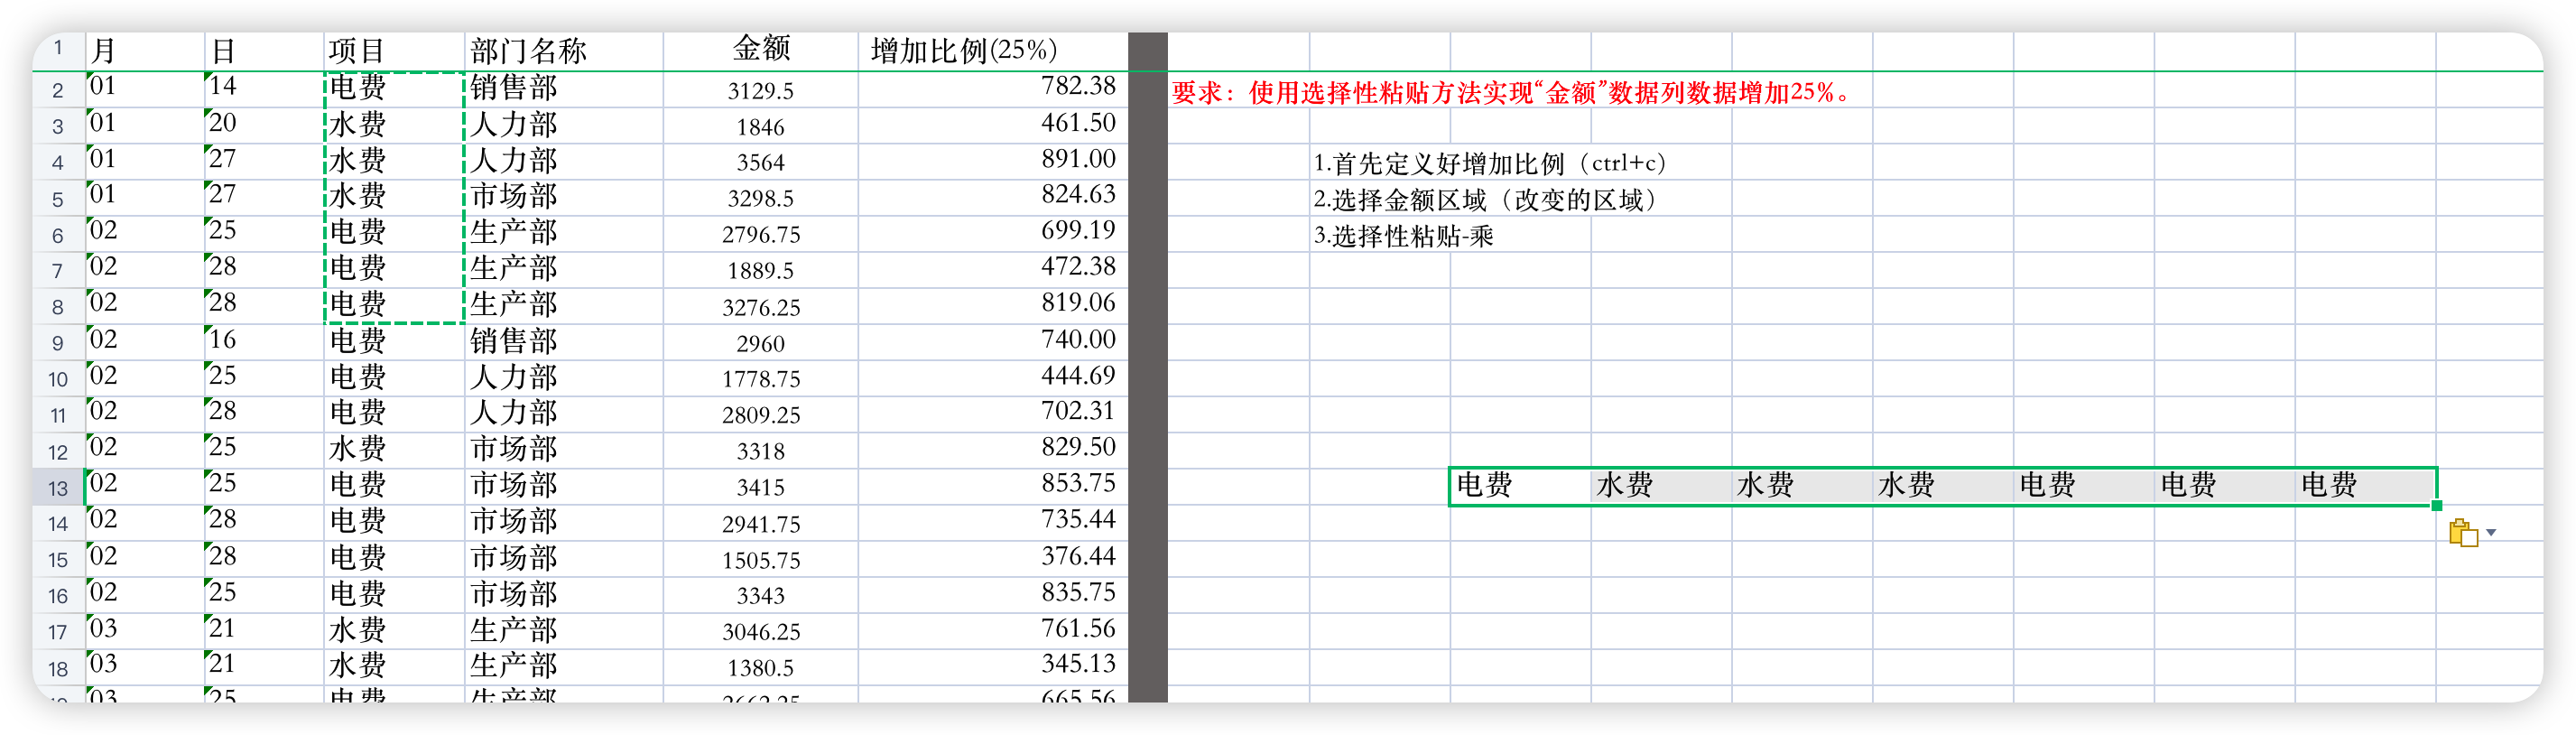 1 月 日 项目 部门名称 金额 增加比例(25%)
2 01 14 电费 销售部 3129.5 782.38 要求：使用选择性粘贴方法实现“金额”数据列数据增加25%。
3 01 20 水费 人力部 1846 461.50
4 01 27 水费 人力部 3564 891.00 1.首先定义好增加比例（ctrl+c）
5 01 27 水费 市场部 3298.5 824.63 2.选择金额区域（改变的区域）
6 02 25 电费 生产部 2796.75 699.19 3.选择性粘贴-乘
7 02 28 电费 生产部 1889.5 472.38
8 02 28 电费 生产部 3276.25 819.06
9 02 16 电费 销售部 2960 740.00
10 02 25 电费 人力部 1778.75 444.69
11 02 28 电费 人力部 2809.25 702.31
12 02 25 水费 市场部 3318 829.50
13 02 25 电费 市场部 3415 853.75 电费 水费 水费 水费 电费 电费 电费
14 02 28 电费 市场部 2941.75 735.44
15 02 28 电费 市场部 1505.75 376.44
16 02 25 电费 市场部 3343 835.75
17 03 21 水费 生产部 3046.25 761.56
18 03 21 水费 生产部 1380.5 345.13
03 25 电费 生产部 2662.25 665.56